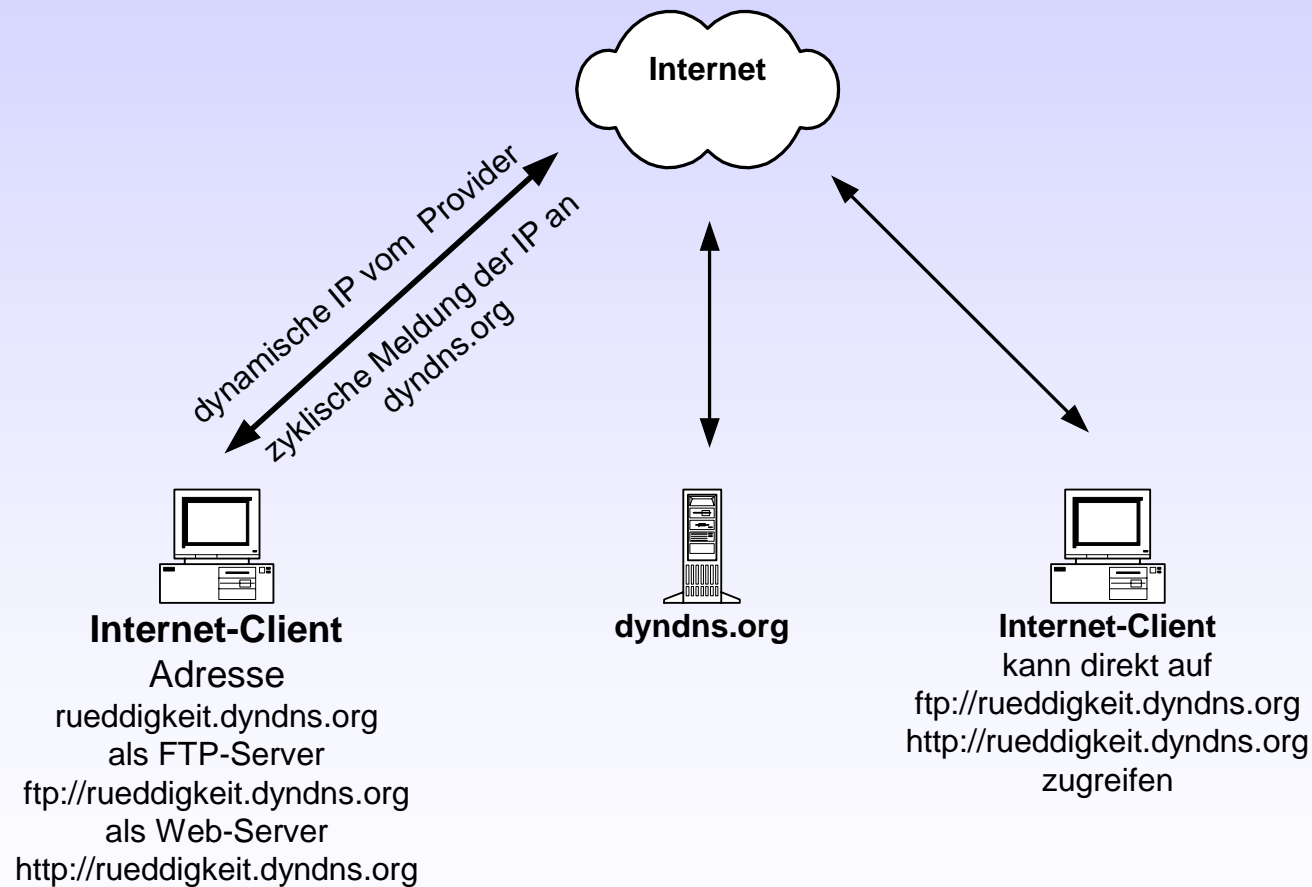 Internet
dynamische IP vom Provider
zyklische Meldung der IP an
dyndns.org
Internet-Client
Adresse
rueddigkeit.dyndns.org
als FTP-Server
ftp://rueddigkeit.dyndns.org
als Web-Server
http://rueddigkeit.dyndns.org
dyndns.org
Internet-Client
kann direkt auf
ftp://rueddigkeit.dyndns.org
http://rueddigkeit.dyndns.org
zugreifen